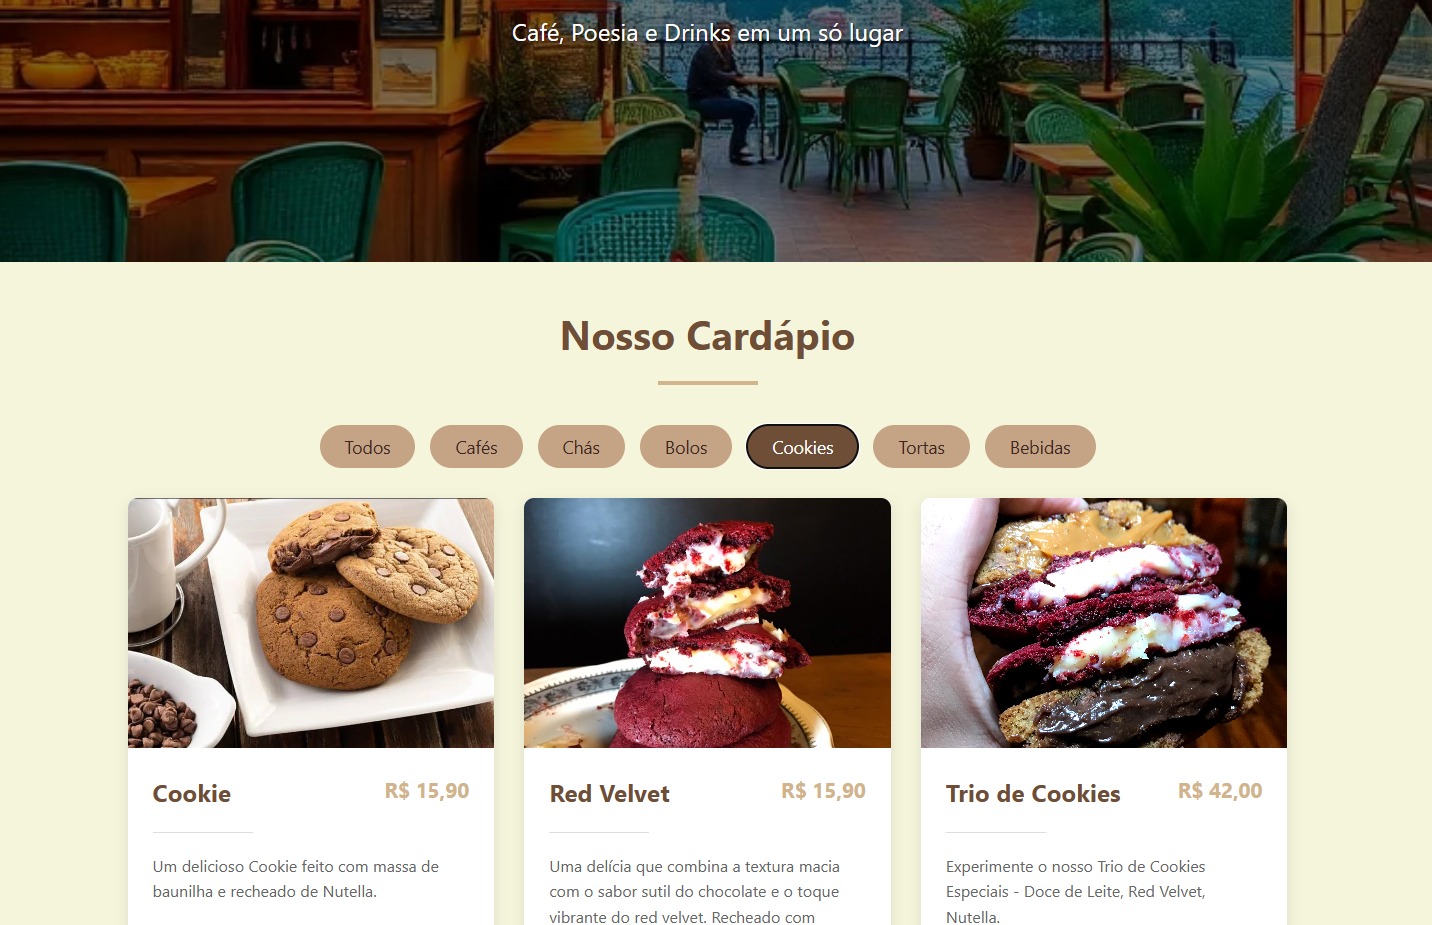 Café, Poesia e Drinks em um só lugar
Nosso Cardápio
Todos Cafés Chás Bolos Cookies Tortas Bebidas
Cookie R$ 15,90
Um delicioso Cookie feito com massa de
baunilha e recheado de Nutella.
Red Velvet R$ 15,90
Uma delícia que combina a textura macia
com o sabor sutil do chocolate e o toque
vibrante do red velvet. Recheado com
Trio de Cookies R$ 42,00
Experimente o nosso Trio de Cookies
Especiais - Doce de Leite, Red Velvet,
Nutella.